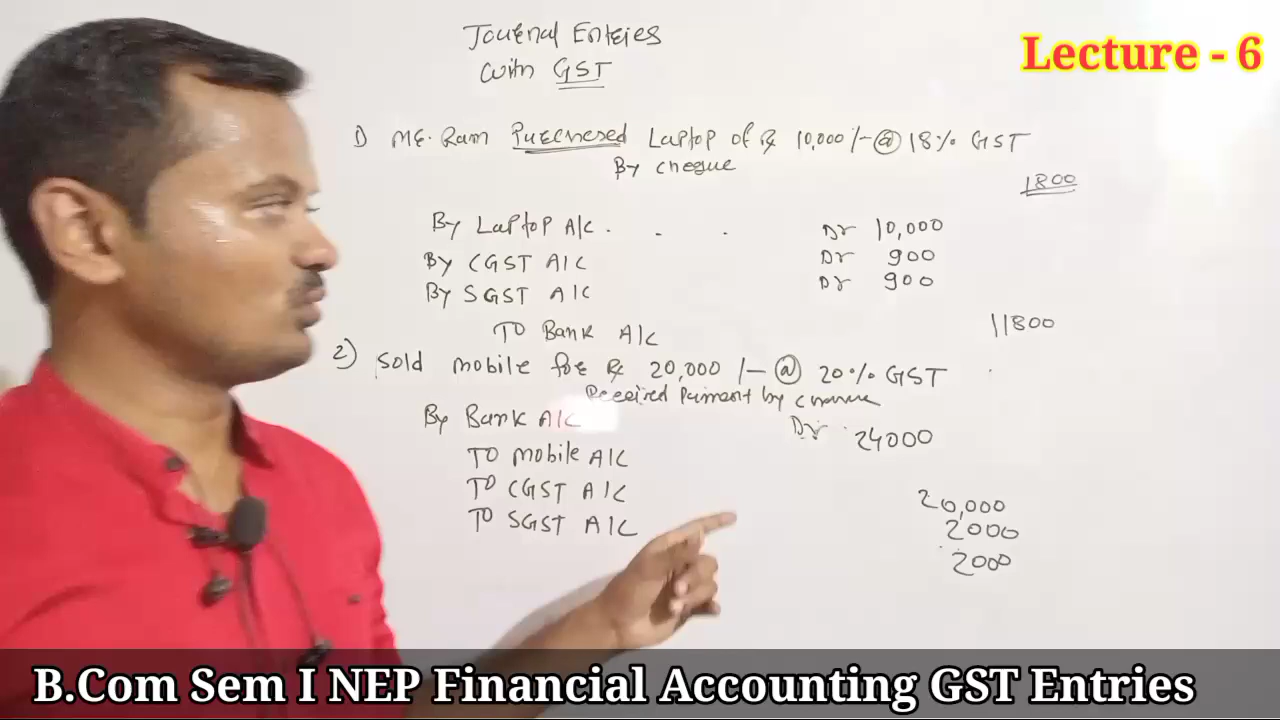 Lecture - 6
Journal Entries
with GST
1) Mr. Ram Purchesed Laptop of Rs 10,000/- @ 18% GST
By cheque
1800
By Laptop A/c . . . Dr 10,000
By CGST A/C Dr 900
By SGST A/C Dr 900
To Bank A/c 11800
2) Sold mobile for Rs 20,000/- @ 20% GST
Received Paiment by
By Bank A/C Dr. 24000
To mobile A/C 20,000
To CGST A/C 2000
To SGST A/C 2000
B.Com Sem I NEP Financial Accounting GST Entries